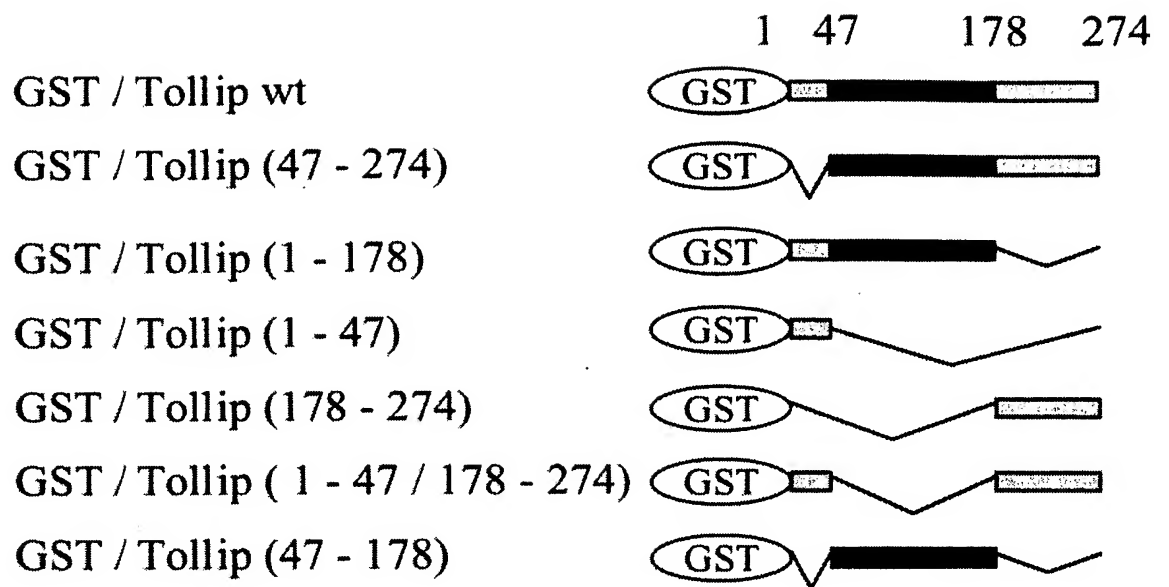 1 47 178 274
GST / Tollip wt GST
GST / Tollip (47 - 274) GST
GST / Tollip (1 - 178) GST
GST / Tollip (1 - 47) GST
GST / Tollip (178 - 274) GST
GST / Tollip ( 1 - 47 / 178 - 274) GST
GST / Tollip (47 - 178) GST